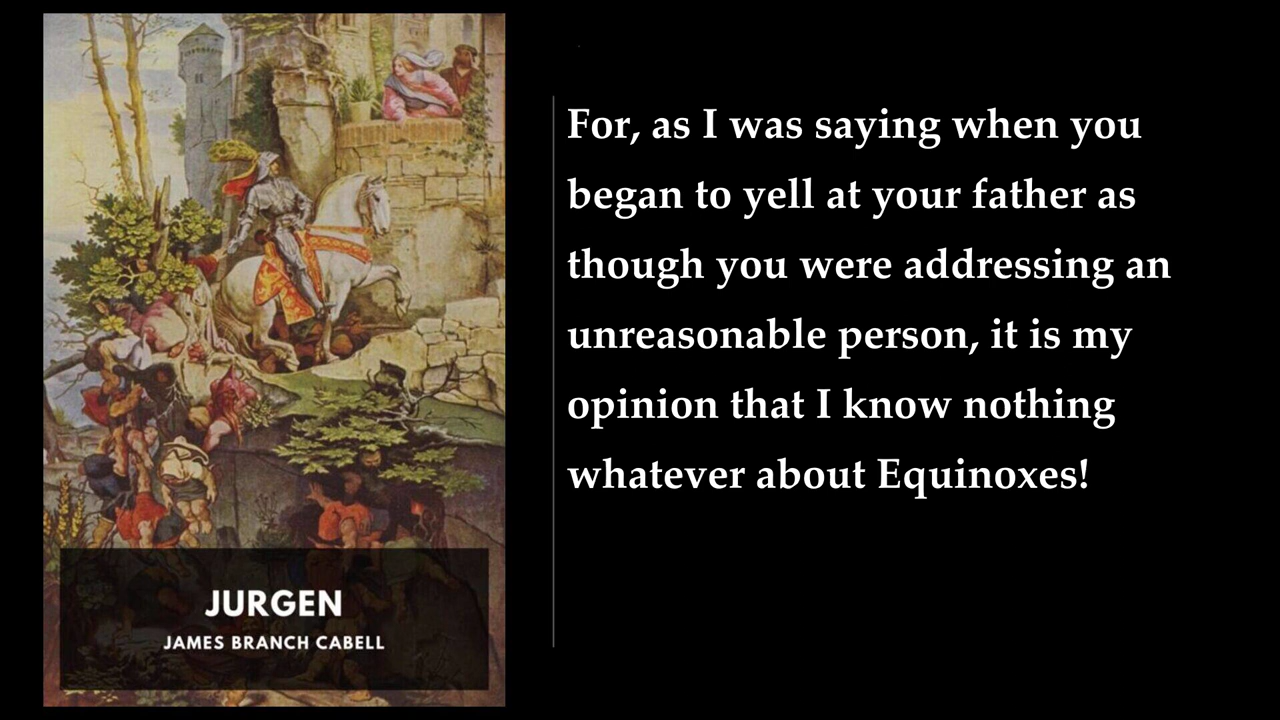 JURGEN
JAMES BRANCH CABELL
For, as I was saying when you
began to yell at your father as
though you were addressing an
unreasonable person, it is my
opinion that I know nothing
whatever about Equinoxes!